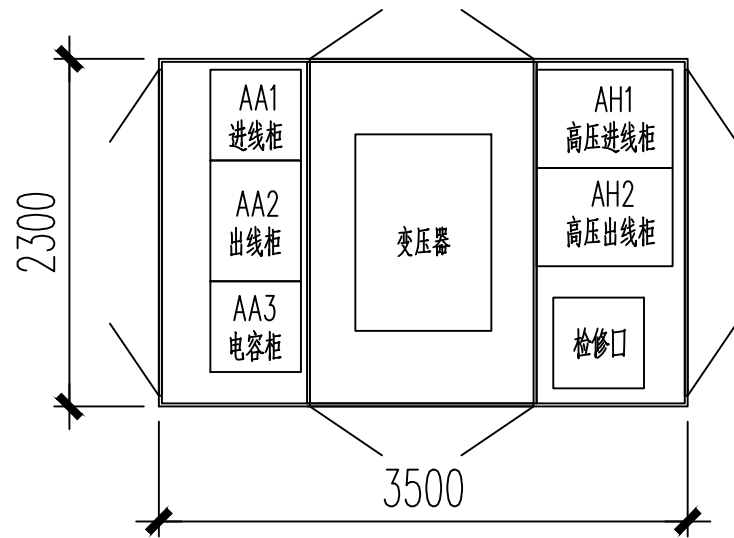 AA1
进线柜
AA2
出线柜
AA3
电容柜
变压器
AH1
高压进线柜
AH2
高压出线柜
检修口
2300
3500